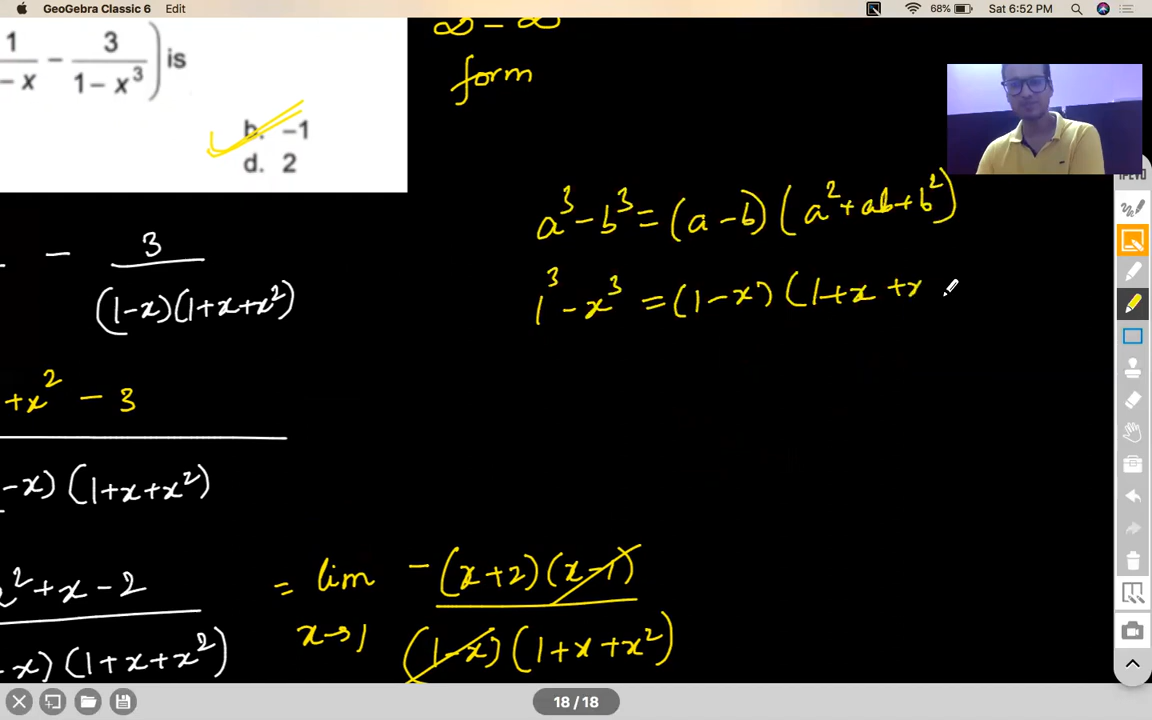 GeoGebra Classic 6 Edit 68% Sat 6:52 PM
∞ - ∞
form
1/-x - 3/(1-x³) ) is
b. -1
d. 2
a³-b³=(a-b)(a²+ab+b²)
1³-x³=(1-x)(1+x+x
- 3/((1-x)(1+x+x²))
+x² - 3
-x)(1+x+x²)
x²+x-2
-x)(1+x+x²)
= lim x→1 -(x+2)(x-1)
(1-x)(1+x+x²)
18 / 18